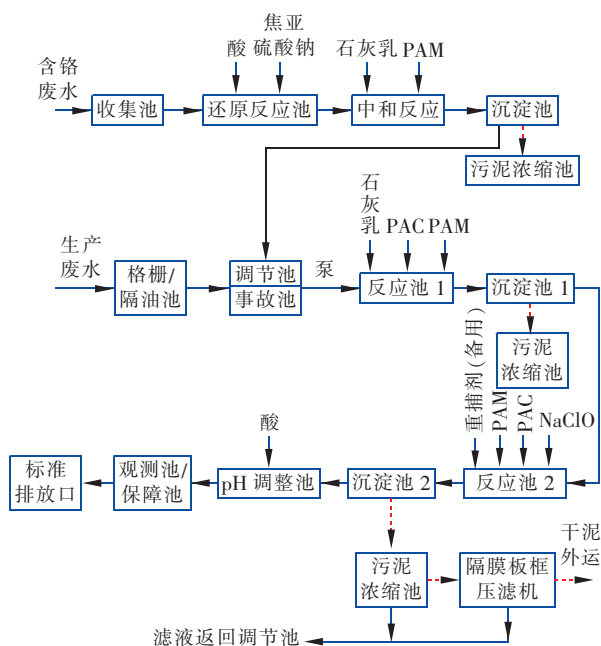 焦亚
酸 硫酸钠
石灰乳 PAM
含铬
废水
收集池
还原反应池
中和反应
沉淀池
污泥浓缩池
石
灰
乳 PAC PAM
生产
废水
格栅/
隔油池
调节池
事故池
泵
反应池 1
沉淀池 1
污泥
浓缩池
重捕剂(备用)
PAM
PAC
NaClO
酸
标准
排放口
观测池/
保障池
pH 调整池
沉淀池 2
反应池 2
污泥
浓缩池
隔膜板框
压滤机
干泥
外运
滤液返回调节池